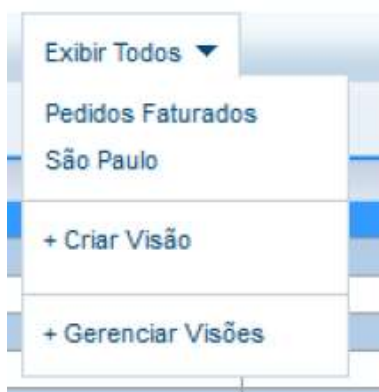 Exibir Todos
Pedidos Faturados
São Paulo
+ Criar Visão
+ Gerenciar Visões